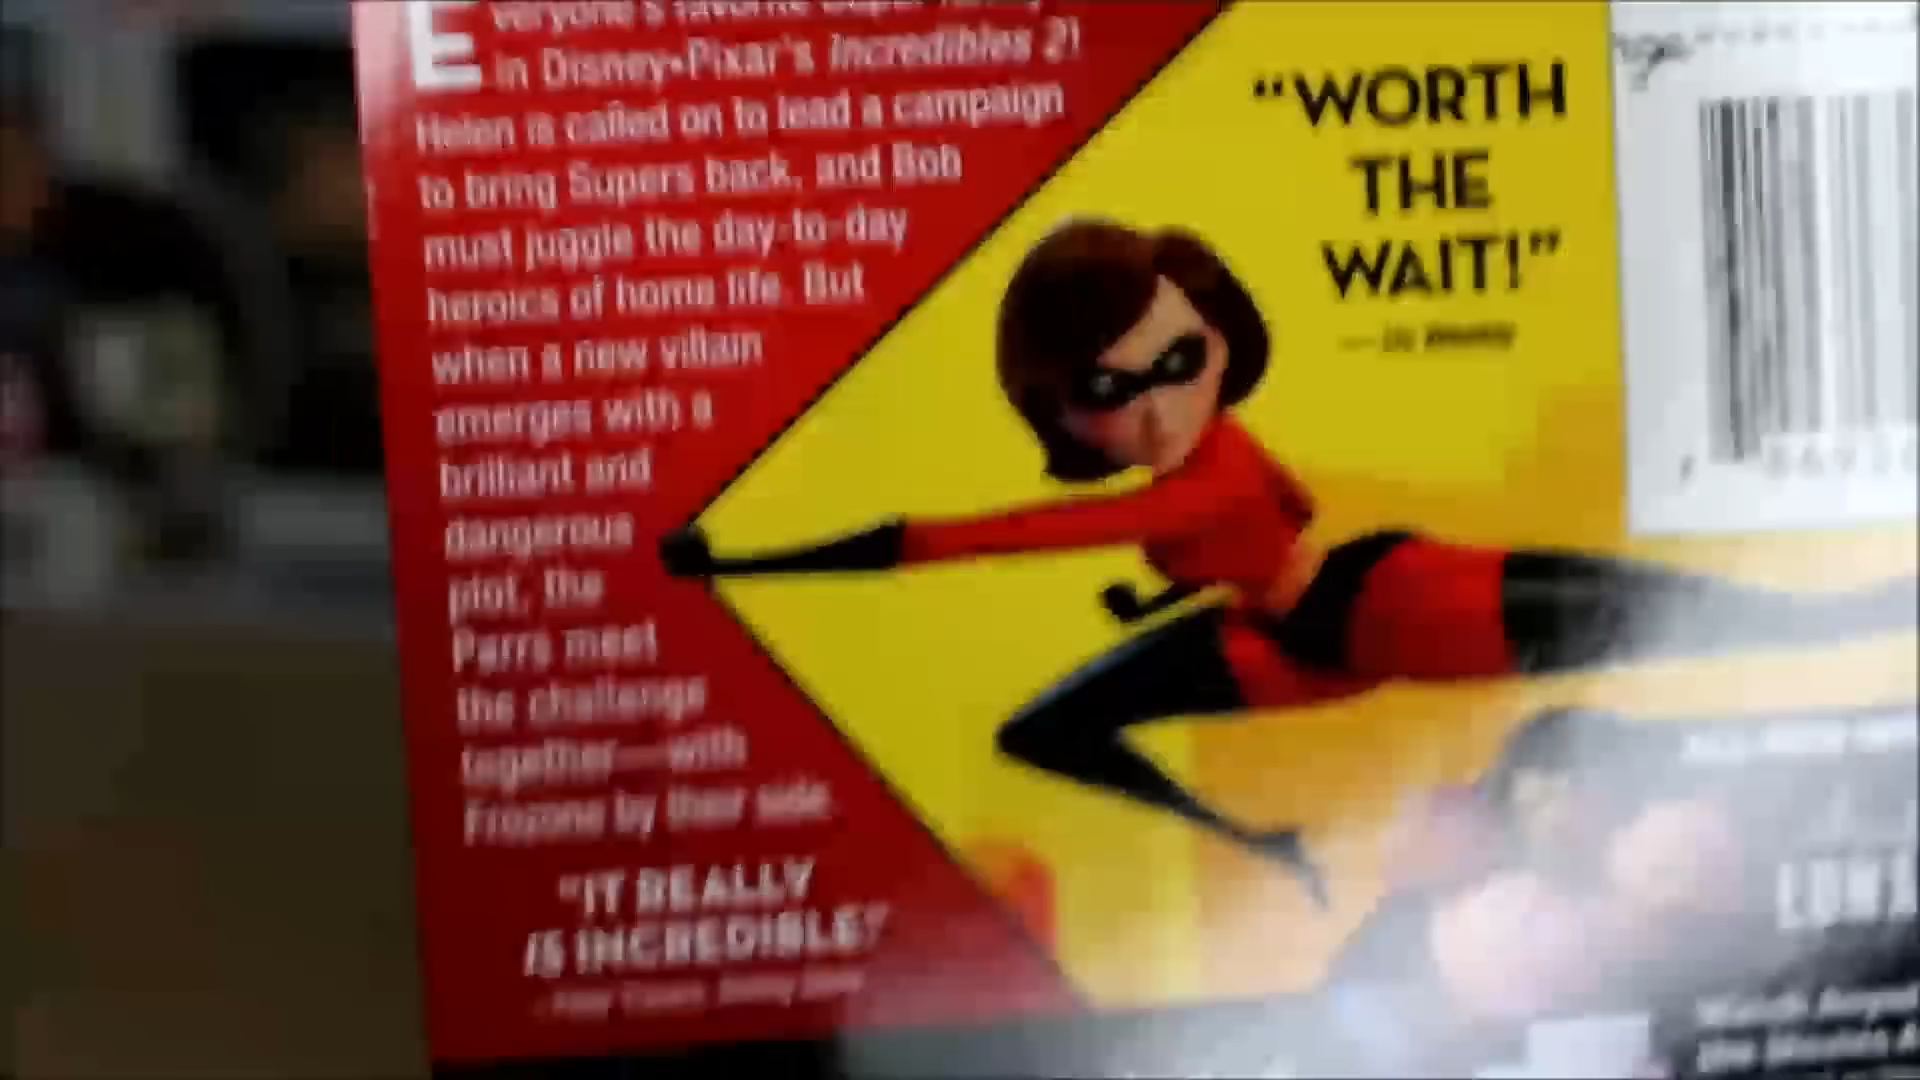 Everyone's favorite
in Disney•Pixar's Incredibles 2!
Helen is called on to lead a campaign
to bring Supers back, and Bob
must juggle the day-to-day
heroics of home life. But
when a new villain
emerges with a
brilliant and
dangerous
plot, the
Parrs meet
the challenge
together—with
Frozone by their side.
"IT REALLY
IS INCREDIBLE!"
"WORTH
THE
WAIT!"